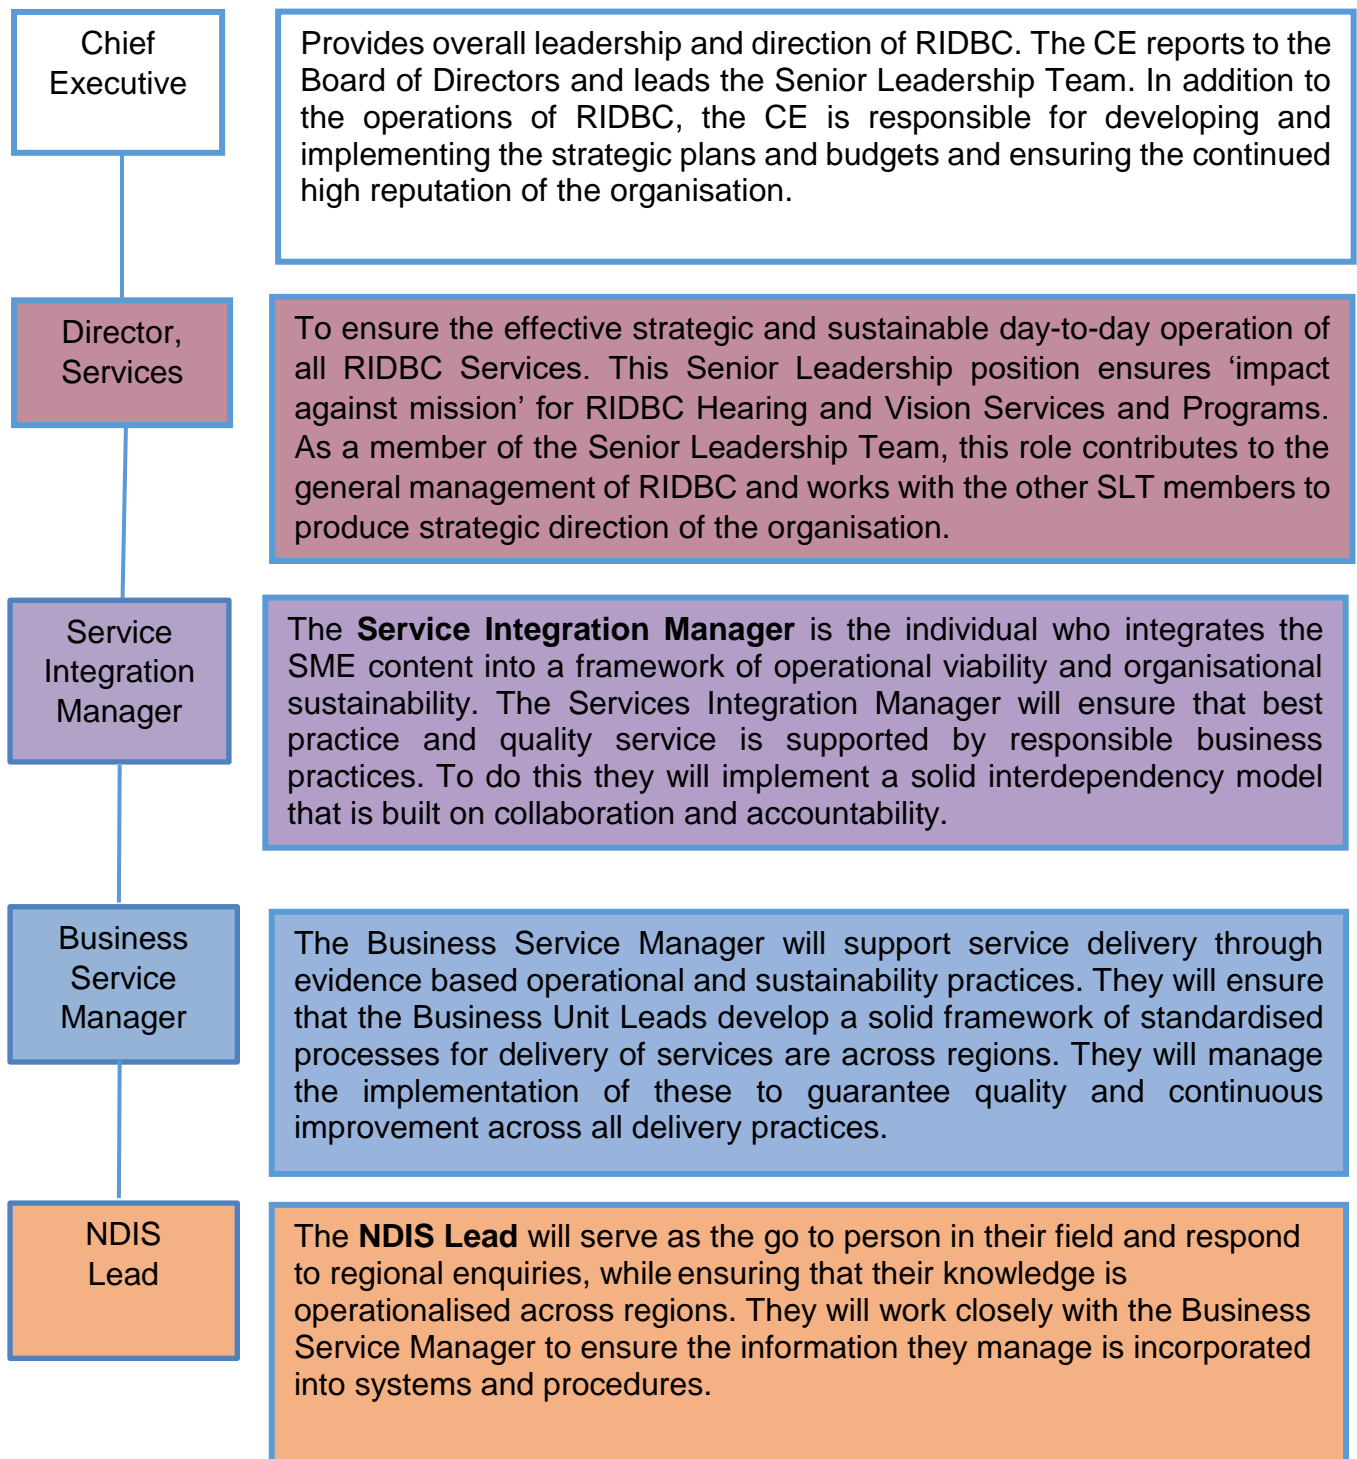 Chief
Executive
Provides overall leadership and direction of RIDBC. The CE reports to the
Board of Directors and leads the Senior Leadership Team. In addition to
the operations of RIDBC, the CE is responsible for developing and
implementing the strategic plans and budgets and ensuring the continued
high reputation of the organisation.
Director,
Services
To ensure the effective strategic and sustainable day-to-day operation of
all RIDBC Services. This Senior Leadership position ensures ‘impact
against mission’ for RIDBC Hearing and Vision Services and Programs.
As a member of the Senior Leadership Team, this role contributes to the
general management of RIDBC and works with the other SLT members to
produce strategic direction of the organisation.
Service
Integration
Manager
The Service Integration Manager is the individual who integrates the
SME content into a framework of operational viability and organisational
sustainability. The Services Integration Manager will ensure that best
practice and quality service is supported by responsible business
practices. To do this they will implement a solid interdependency model
that is built on collaboration and accountability.
Business
Service
Manager
The Business Service Manager will support service delivery through
evidence based operational and sustainability practices. They will ensure
that the Business Unit Leads develop a solid framework of standardised
processes for delivery of services are across regions. They will manage
the implementation of these to guarantee quality and continuous
improvement across all delivery practices.
NDIS
Lead
The NDIS Lead will serve as the go to person in their field and respond
to regional enquiries, while ensuring that their knowledge is
operationalised across regions. They will work closely with the Business
Service Manager to ensure the information they manage is incorporated
into systems and procedures.